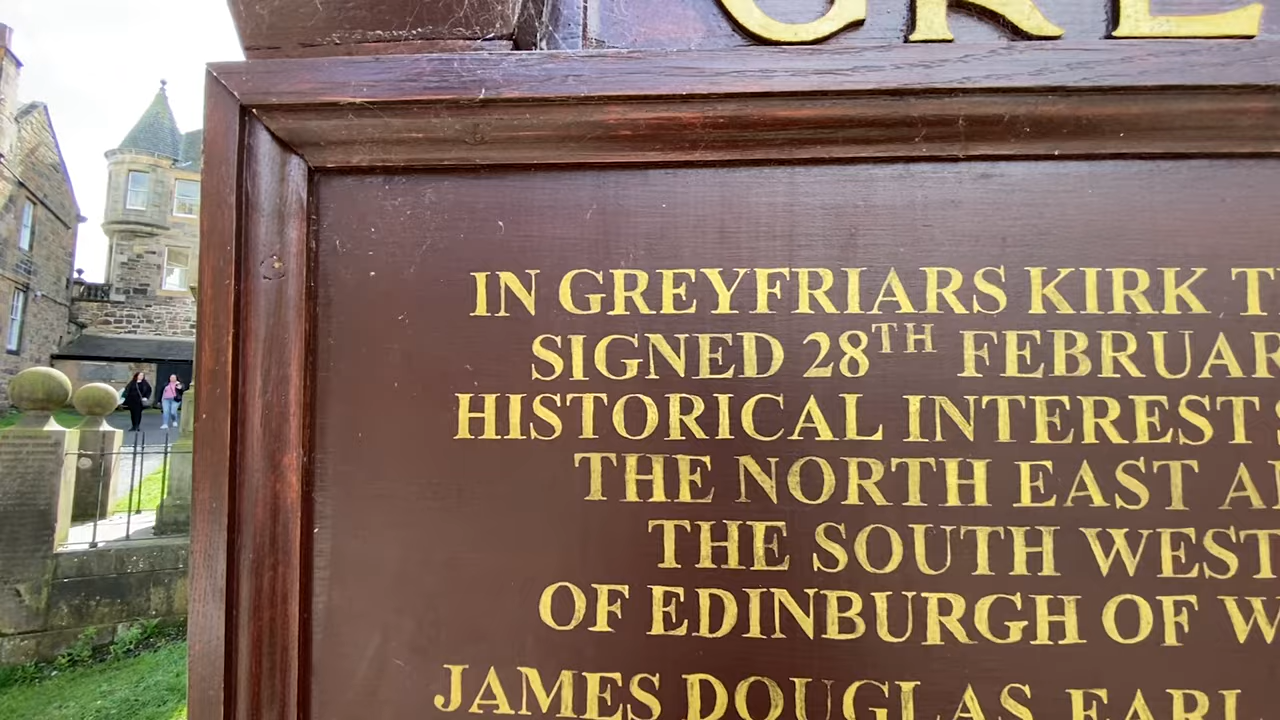 GRE
IN GREYFRIARS KIRK T
SIGNED 28TH FEBRUAR
HISTORICAL INTEREST S
THE NORTH EAST A
THE SOUTH WEST
OF EDINBURGH OF W
JAMES DOUGLAS EARL